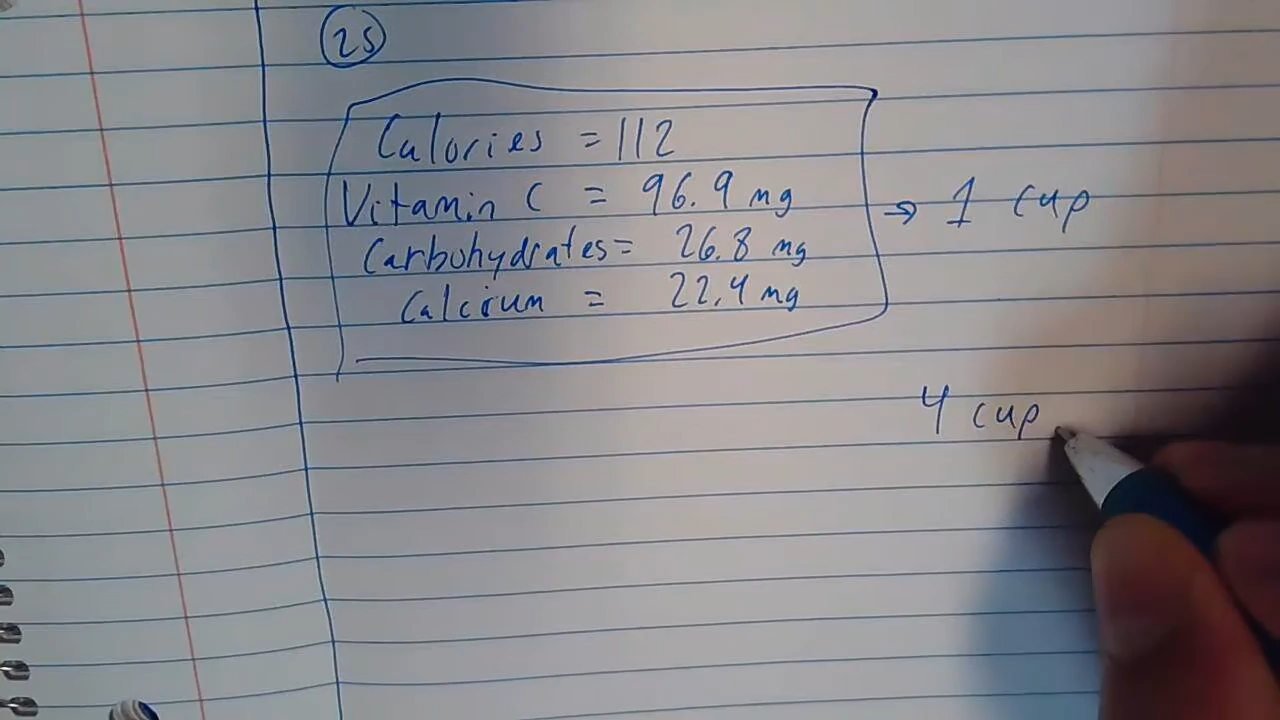 25
Calories = 112
Vitamin C = 96.9 mg → 1 cup
Carbohydrates = 26.8 mg
Calcium = 22.4 mg
4 cup